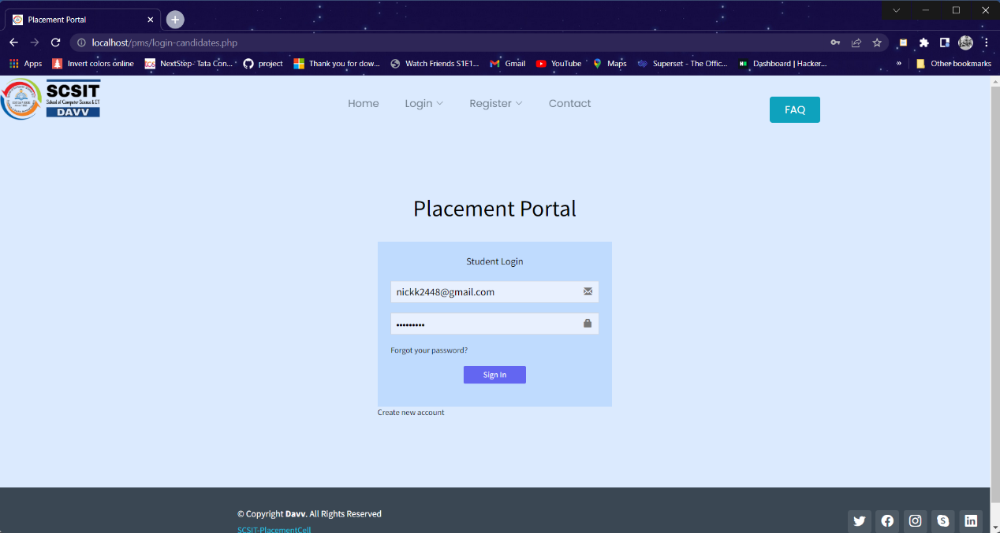 Placement Portal
localhost/pms/login-candidates.php
Apps Invert colors online NextStep- Tata Con... project Thank you for dow... Watch Friends S1E1... Gmail YouTube Maps Superset - The Offic... Dashboard | Hacker... » Other bookmarks
SCSIT
School of Computer Science & IT
DAVV
Home Login Register Contact
FAQ
Placement Portal
Student Login
nickk2448@gmail.com
•••••••••
Forgot your password?
Sign In
Create new account
© Copyright Davv. All Rights Reserved
SCSIT-PlacementCell